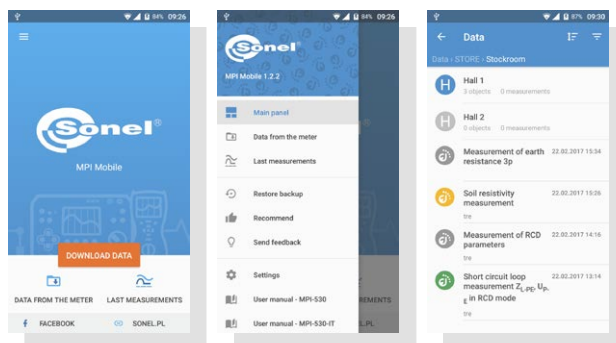 84% 09:26
Sonel®
MPI Mobile
DOWNLOAD DATA
DATA FROM THE METER LAST MEASUREMENTS
FACEBOOK SONEL.PL
84% 09:26
Sonel®
MPI Mobile 1.2.2
Main panel
Data from the meter
Last measurements
Restore backup
Recommend
Send feedback
Settings
User manual - MPI-530
User manual - MPI-530-IT
EMENTS
L.PL
87% 09:30
Data
Data › STORE › Stockroom
H Hall 1
3 objects 0 measurements
H Hall 2
0 objects 0 measurements
Measurement of earth 22.02.2017 15:34
resistance 3p
Soil resistivity 22.02.2017 15:26
measurement
tre
Measurement of RCD 22.02.2017 14:16
parameters
tre
Short circuit loop 22.02.2017 13:14
measurement Z L-PE, U P-
E in RCD mode
tre